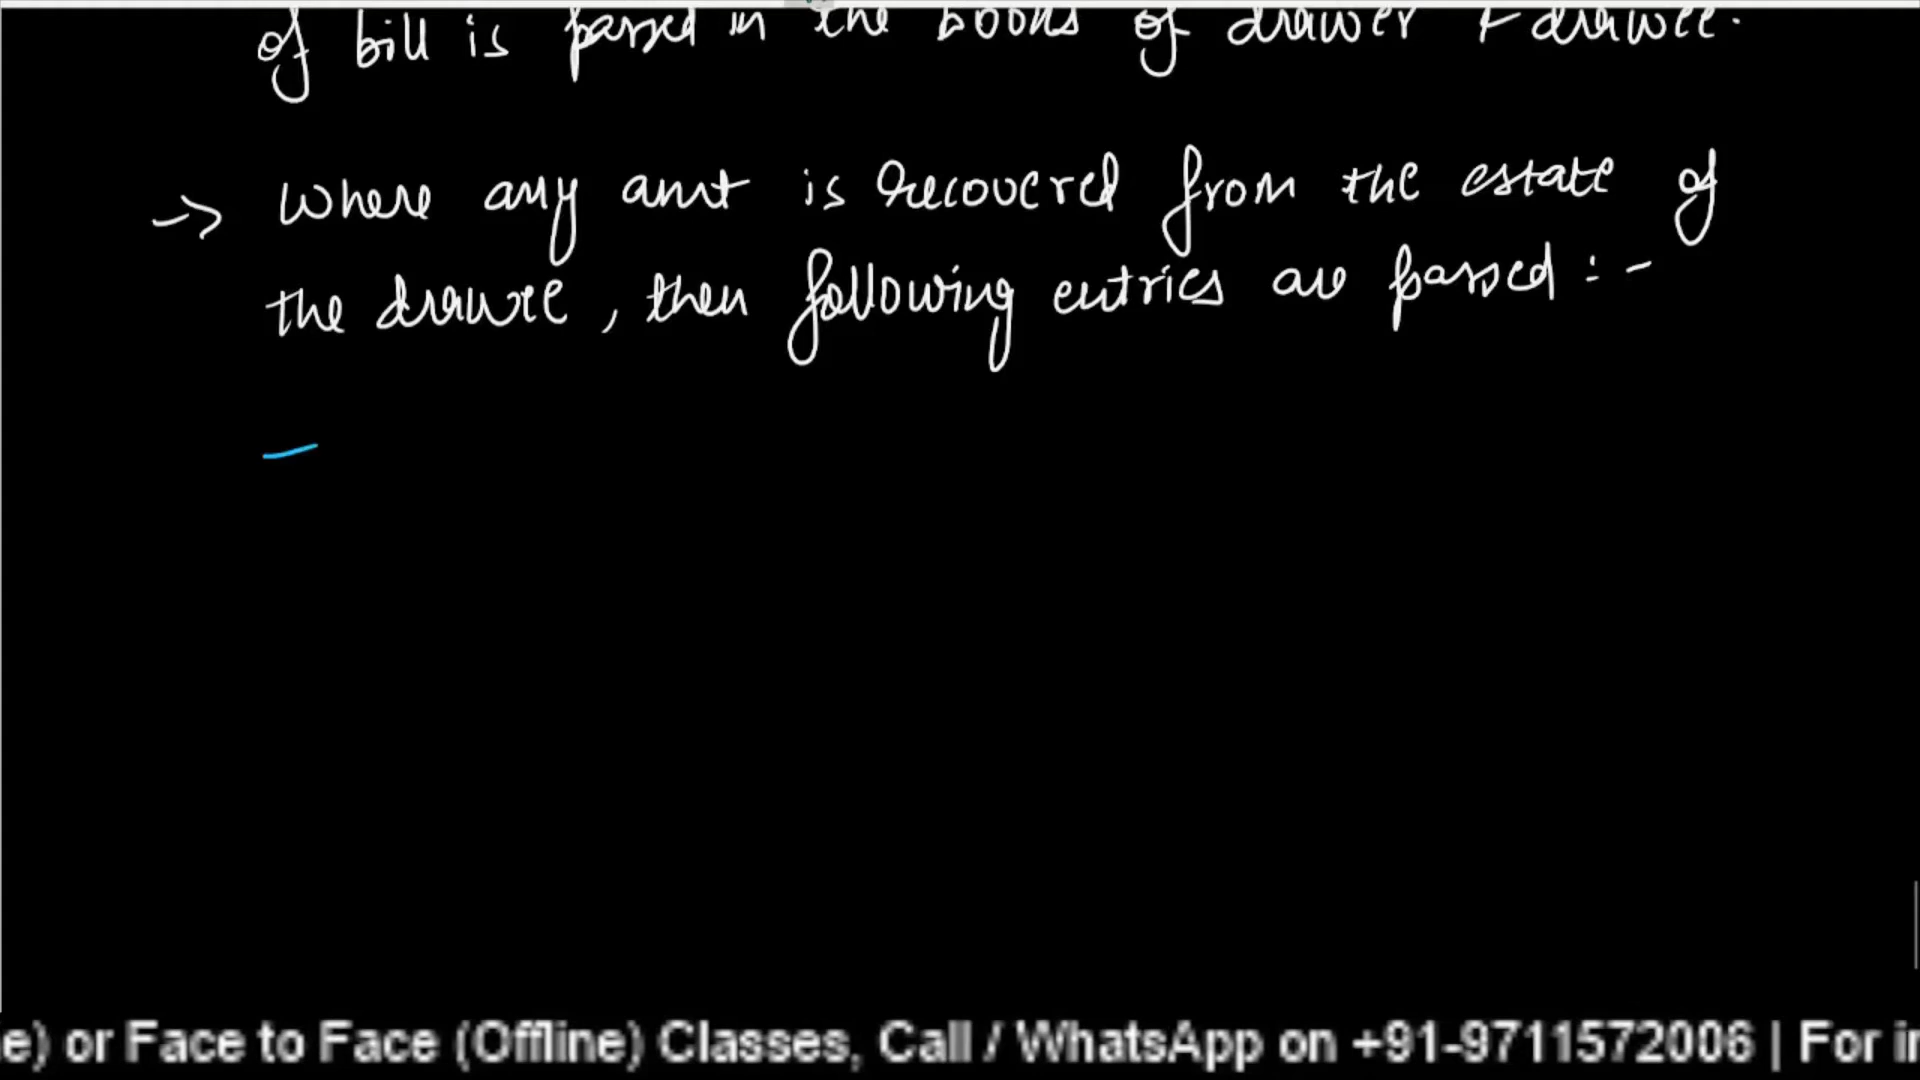 of bill is passed in the books of drawer & drawee.
-> Where any amt is recovered from the estate of
the drawee, then following entries are passed :-
e) or Face to Face (Offline) Classes, Call / WhatsApp on +91-9711572006 | For in